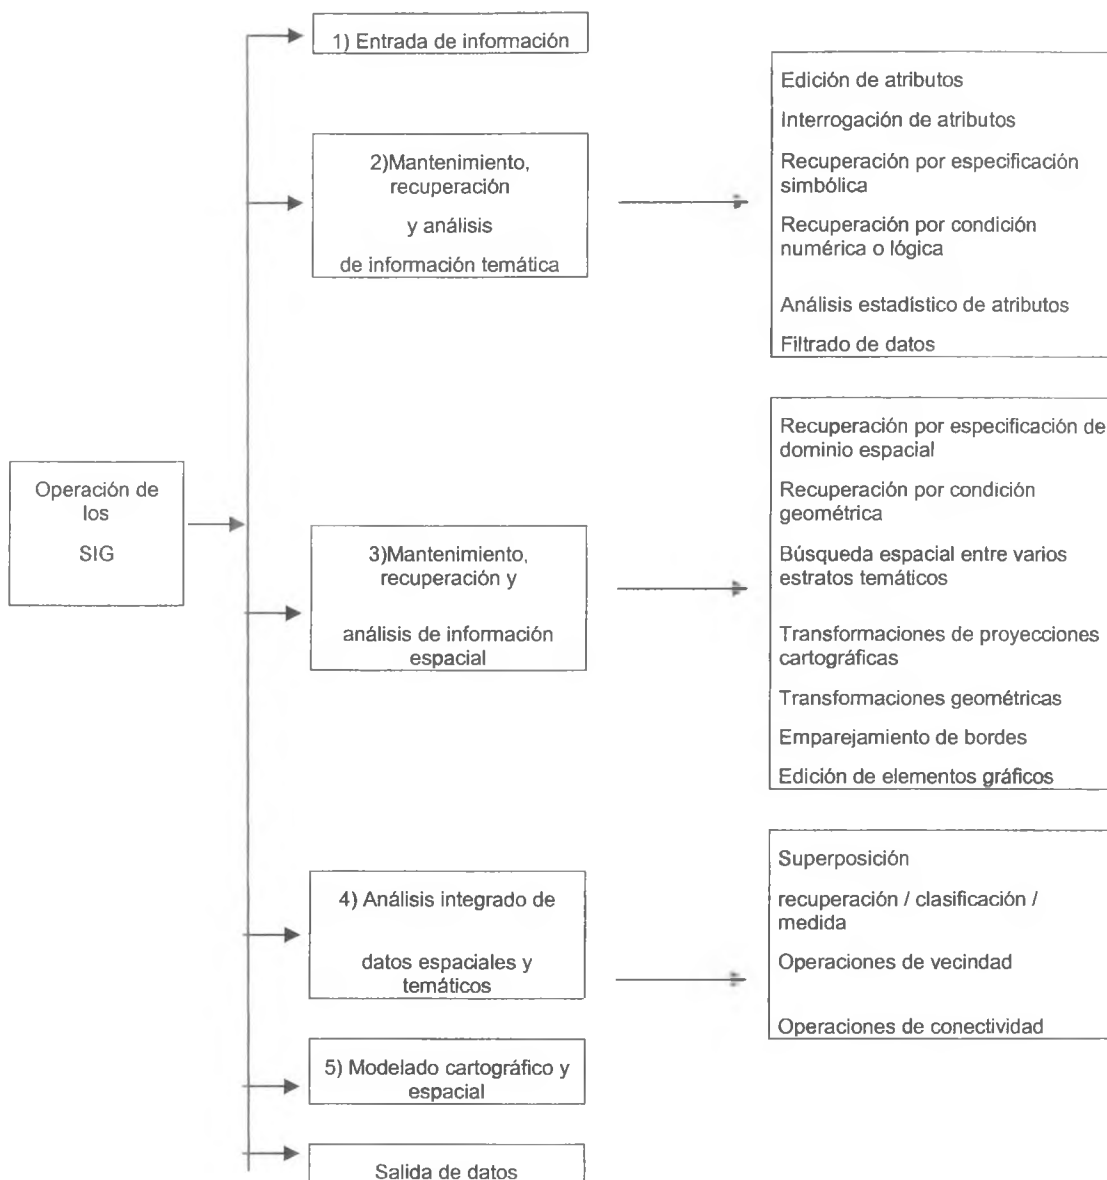 1) Entrada de información
Edición de atributos
Interrogación de atributos
Recuperación por especificación
simbólica
Recuperación por condición
numérica o lógica
Análisis estadístico de atributos
Filtrado de datos
2)Mantenimiento,
recuperación
y análisis
de información temática
Operación de
los
SIG
3)Mantenimiento,
recuperación y
análisis de información
espacial
Recuperación por especificación de
dominio espacial
Recuperación por condición
geométrica
Búsqueda espacial entre varios
estratos temáticos
Transformaciones de proyecciones
cartográficas
Transformaciones geométricas
Emparejamiento de bordes
Edición de elementos gráficos
4) Análisis integrado de
datos espaciales y
temáticos
Superposición
recuperación / clasificación /
medida
Operaciones de vecindad
Operaciones de conectividad
5) Modelado cartográfico y
espacial
Salida de datos